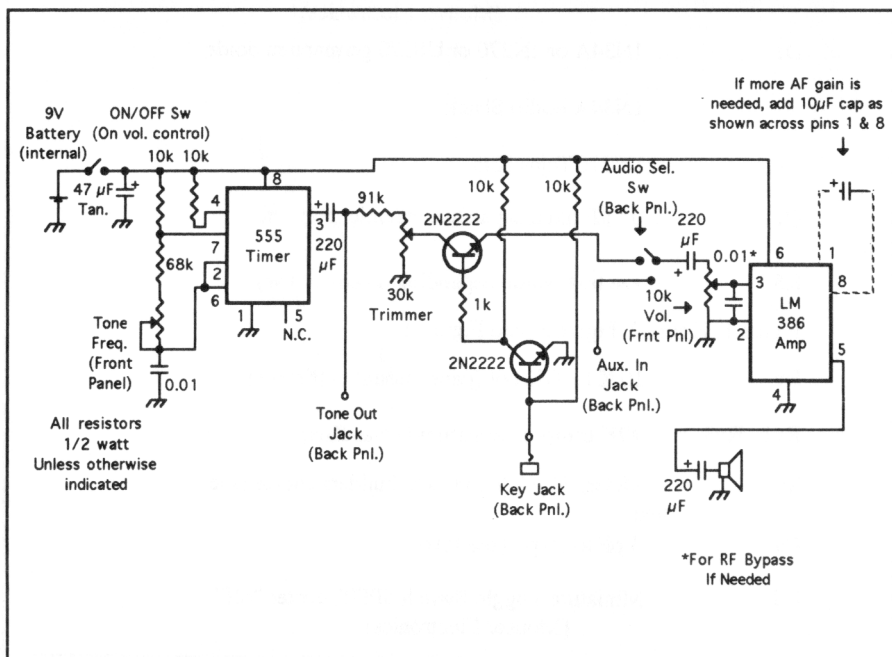 If more AF gain is
needed, add 10µF cap as
shown across pins 1 & 8
9V
Battery
(internal)
ON/OFF Sw
(On vol. control)
10k
10k
47 µF
Tan.
+
4
8
7
2
6
1
5
N.C.
3
555
Timer
+
220
µF
68k
Tone
Freq.
(Front
Panel)
0.01
All resistors
1/2 watt
Unless otherwise
indicated
91k
30k
Trimmer
Tone Out
Jack
(Back Pnl.)
2N2222
1k
10k
10k
2N2222
Key Jack
(Back Pnl.)
Audio Sel.
Sw
(Back Pnl.)
220
µF
+
0.01*
10k
Vol.
(Frnt Pnl)
Aux. In
Jack
(Back Pnl.)
6
1
3
8
2
5
4
LM
386
Amp
+
+
220
µF
*For RF Bypass
If Needed